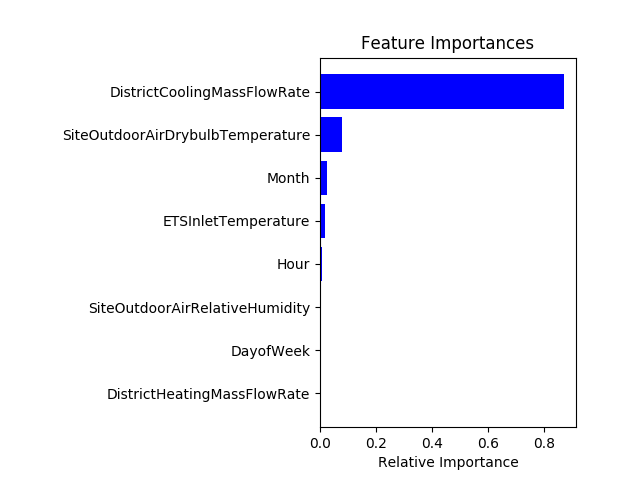 Feature Importances
DistrictCoolingMassFlowRate
SiteOutdoorAirDrybulbTemperature
Month
ETSInletTemperature
Hour
SiteOutdoorAirRelativeHumidity
DayofWeek
DistrictHeatingMassFlowRate
0.0 0.2 0.4 0.6 0.8
Relative Importance